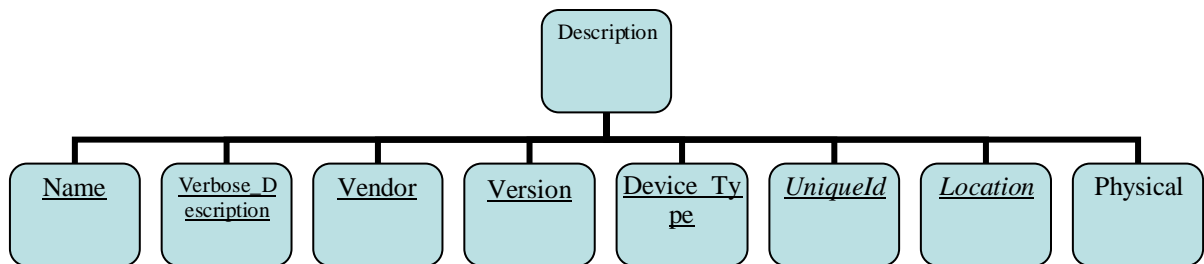 Description
Name
Verbose_D
escription
Vendor
Version
Device_Ty
pe
UniqueId
Location
Physical